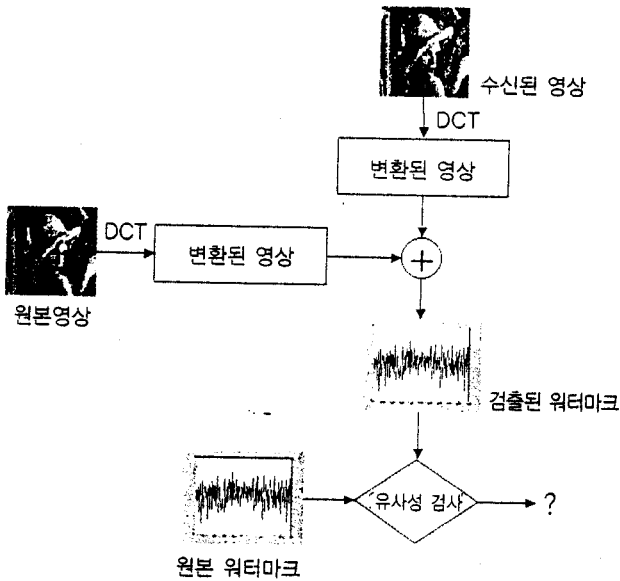 수신된 영상
DCT
변환된 영상
DCT
변환된 영상
+
원본영상
검출된 워터마크
유사성 검사
?
원본 워터마크